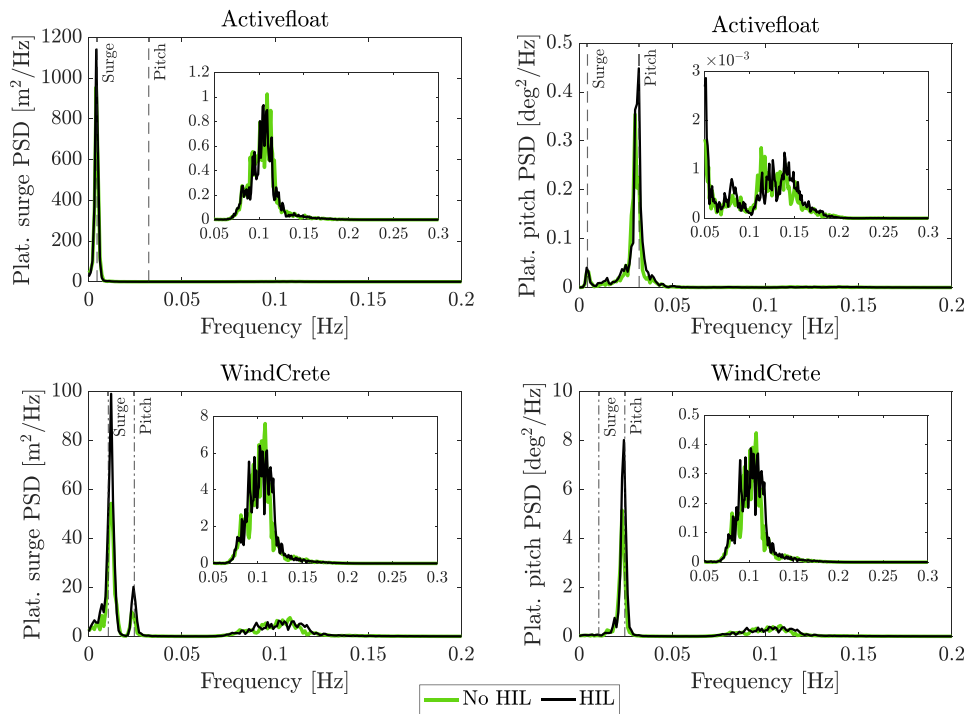 Activefloat
Plat. surge PSD [m²/Hz]
1200
1000
800
600
400
200
0
Surge
Pitch
1.2
1
0.8
0.6
0.4
0.2
0
0.05 0.1 0.15 0.2 0.25 0.3
0 0.05 0.1 0.15 0.2
Frequency [Hz]
Activefloat
Plat. pitch PSD [deg²/Hz]
0.5
0.4
0.3
0.2
0.1
0
Surge
Pitch
×10⁻³
3
2
1
0
0.05 0.1 0.15 0.2 0.25 0.3
0 0.05 0.1 0.15 0.2
Frequency [Hz]
WindCrete
Plat. surge PSD [m²/Hz]
100
80
60
40
20
0
Surge
Pitch
8
6
4
2
0
0.05 0.1 0.15 0.2 0.25 0.3
0 0.05 0.1 0.15 0.2
Frequency [Hz]
WindCrete
Plat. pitch PSD [deg²/Hz]
10
8
6
4
2
0
Surge
Pitch
0.5
0.4
0.3
0.2
0.1
0
0.05 0.1 0.15 0.2 0.25 0.3
0 0.05 0.1 0.15 0.2
Frequency [Hz]
No HIL HIL